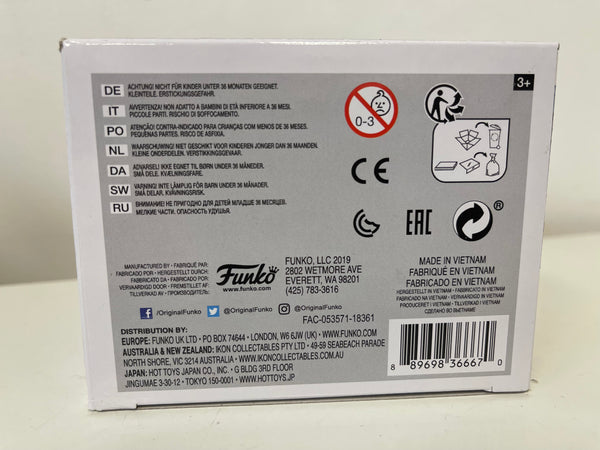 DE ACHTUNG! NICHT FÜR KINDER UNTER 36 MONATEN GEEIGNET.
KLEINTEILE. ERSTICKUNGSGEFAHR.
IT AVVERTENZA! NON ADATTO A BAMBINI DI ETÀ INFERIORE A 36 MESI.
PICCOLE PARTI. RISCHIO DI SOFFOCAMENTO.
PO ATENÇÃO! CONTRA-INDICADO PARA CRIANÇAS COM MENOS DE 36 MESES.
PEQUENAS PARTES. RISCO DE ASFIXIA.
NL WAARSCHUWING! NIET GESCHIKT VOOR KINDEREN JONGER DAN 36 MAANDEN.
KLEINE ONDERDELEN. VERSTIKKINGSGEVAAR.
DA ADVARSEL! IKKE EGNET TIL BØRN UNDER 36 MÅNEDER.
SMÅ DELE. KVÆLNINGSFARE.
SW VARNING! INTE LÄMPLIG FÖR BARN UNDER 36 MÅNADER.
SMÅ DELAR. KVÄVNINGSRISK.
RU ВНИМАНИЕ! НЕ ПРИГОДНО ДЛЯ ДЕТЕЙ МЛАДШЕ 36 МЕСЯЦЕВ.
МЕЛКИЕ ЧАСТИ. ОПАСНОСТЬ УДУШЬЯ.
0-3
3+
CE
EAC
®
MANUFACTURED BY • FABRIQUÉ PAR:
FABRICADO POR • HERGESTELLT DURCH:
FABRICATO DA • FABRICADO POR:
VERVAARDIGD DOOR • FREMSTILLET AF:
TILLVERKAD AV •
Funko
www.funko.com
FUNKO, LLC 2019
2802 WETMORE AVE
EVERETT, WA 98201
(425) 783-3616
MADE IN VIETNAM
FABRIQUÉ EN VIETNAM
FABRICADO EN VIETNAM
HERGESTELLT IN VIETNAM • FABBRICATO IN VIETNAM
FABRICADO NO VIETNAM • VERVAARDIGD IN VIETNAM
FREMSTILLET I VIETNAM • TILLVERKAD I VIETNAM
СДЕЛАНО ВО ВЬЕТНАМЕ
/OriginalFunko @OriginalFunko @OriginalFunko
FAC-053571-18361
DISTRIBUTION BY
EUROPE: FUNKO UK LTD • PO BOX 74644 • LONDON, W6 6JW (UK) • WWW.FUNKO.COM
AUSTRALIA & NEW ZEALAND: IKON COLLECTABLES PTY LTD • 49-59 SEABEACH PARADE
NORTH SHORE, VIC 3214 AUSTRALIA • WWW.IKONCOLLECTABLES.COM.AU
JAPAN: HOT TOYS JAPAN CO., INC. • G BLDG 3RD FLOOR
JINGUMAE 3-30-12 • TOKYO 150-0001 • WWW.HOTTOYS.JP
8 89698 36667 0